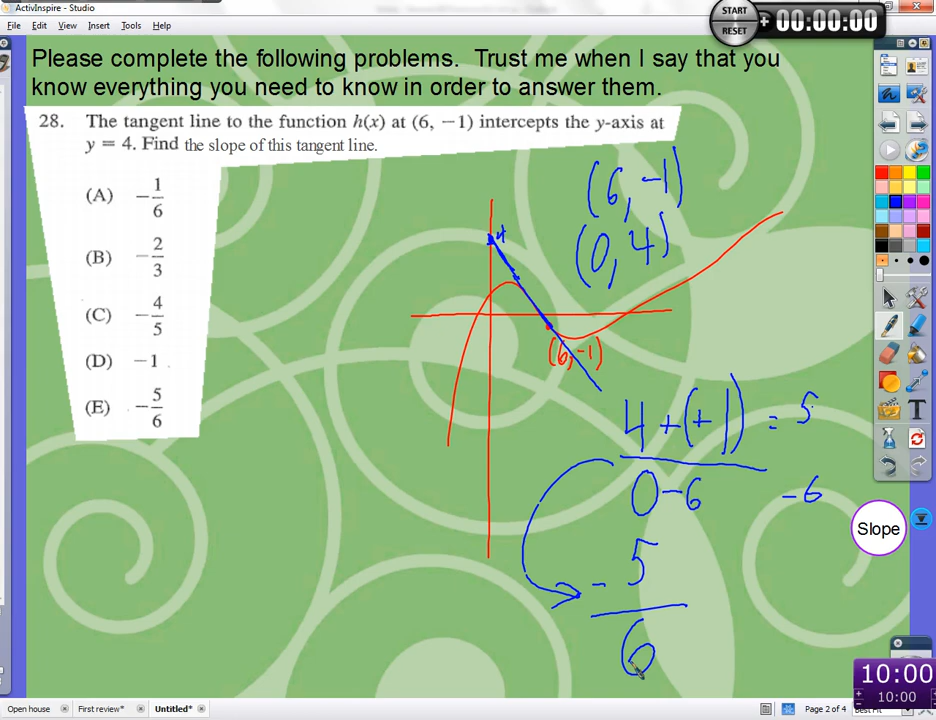 ActivInspire - Studio
File Edit View Insert Tools Help
START
RESET
00:00:00
Please complete the following problems. Trust me when I say that you
know everything you need to know in order to answer them.
28. The tangent line to the function h(x) at (6, −1) intercepts the y-axis at
y = 4. Find the slope of this tangent line.
(A) −1/6
(B) −2/3
(C) −4/5
(D) −1
(E) −5/6
(6, -1)
(0, 4)
4
(6, -1)
4 + (+1) = 5
0 - 6 - 6
- 5
6
Slope
10:00
10:00
Open house First review* Untitled* Page 2 of 4 Best Fit